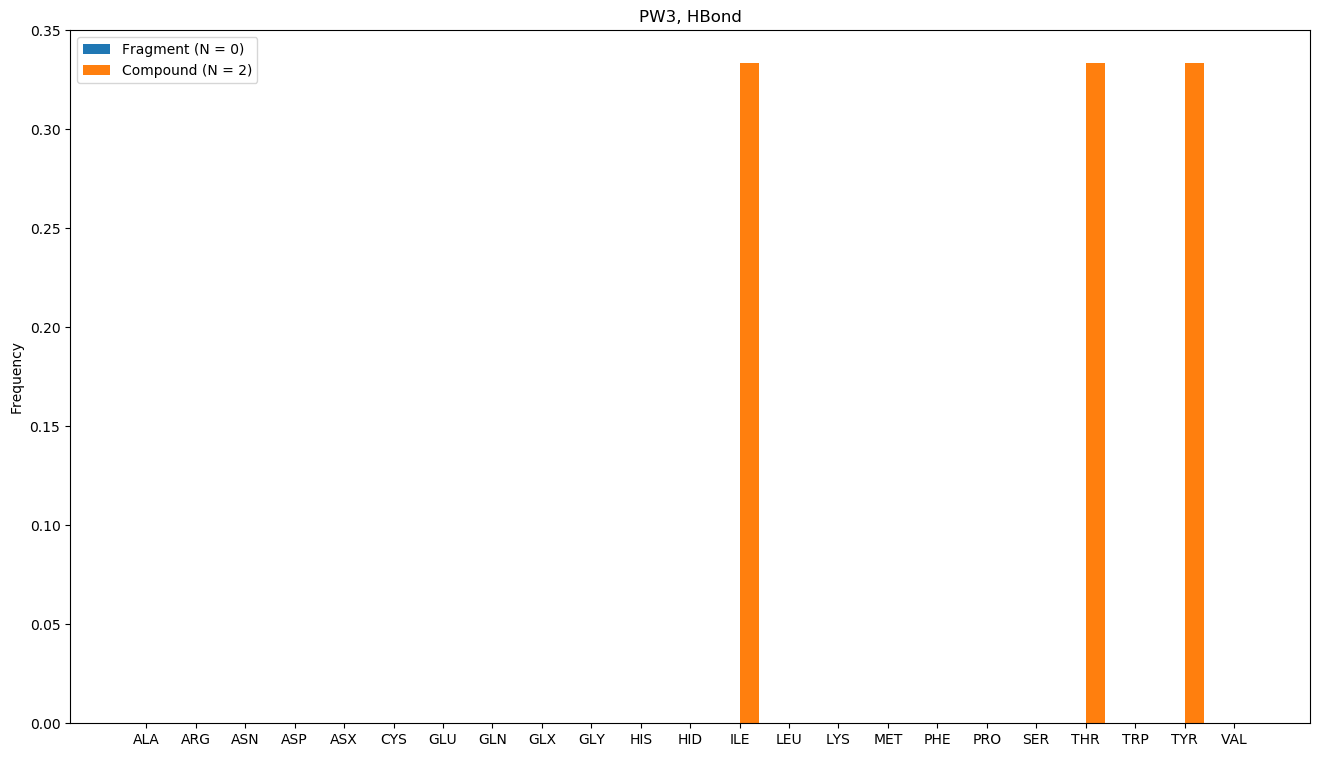 PW3, HBond
Fragment (N = 0)
Compound (N = 2)
Frequency
0.35
0.30
0.25
0.20
0.15
0.10
0.05
0.00
ALA ARG ASN ASP ASX CYS GLU GLN GLX GLY HIS HID ILE LEU LYS MET PHE PRO SER THR TRP TYR VAL